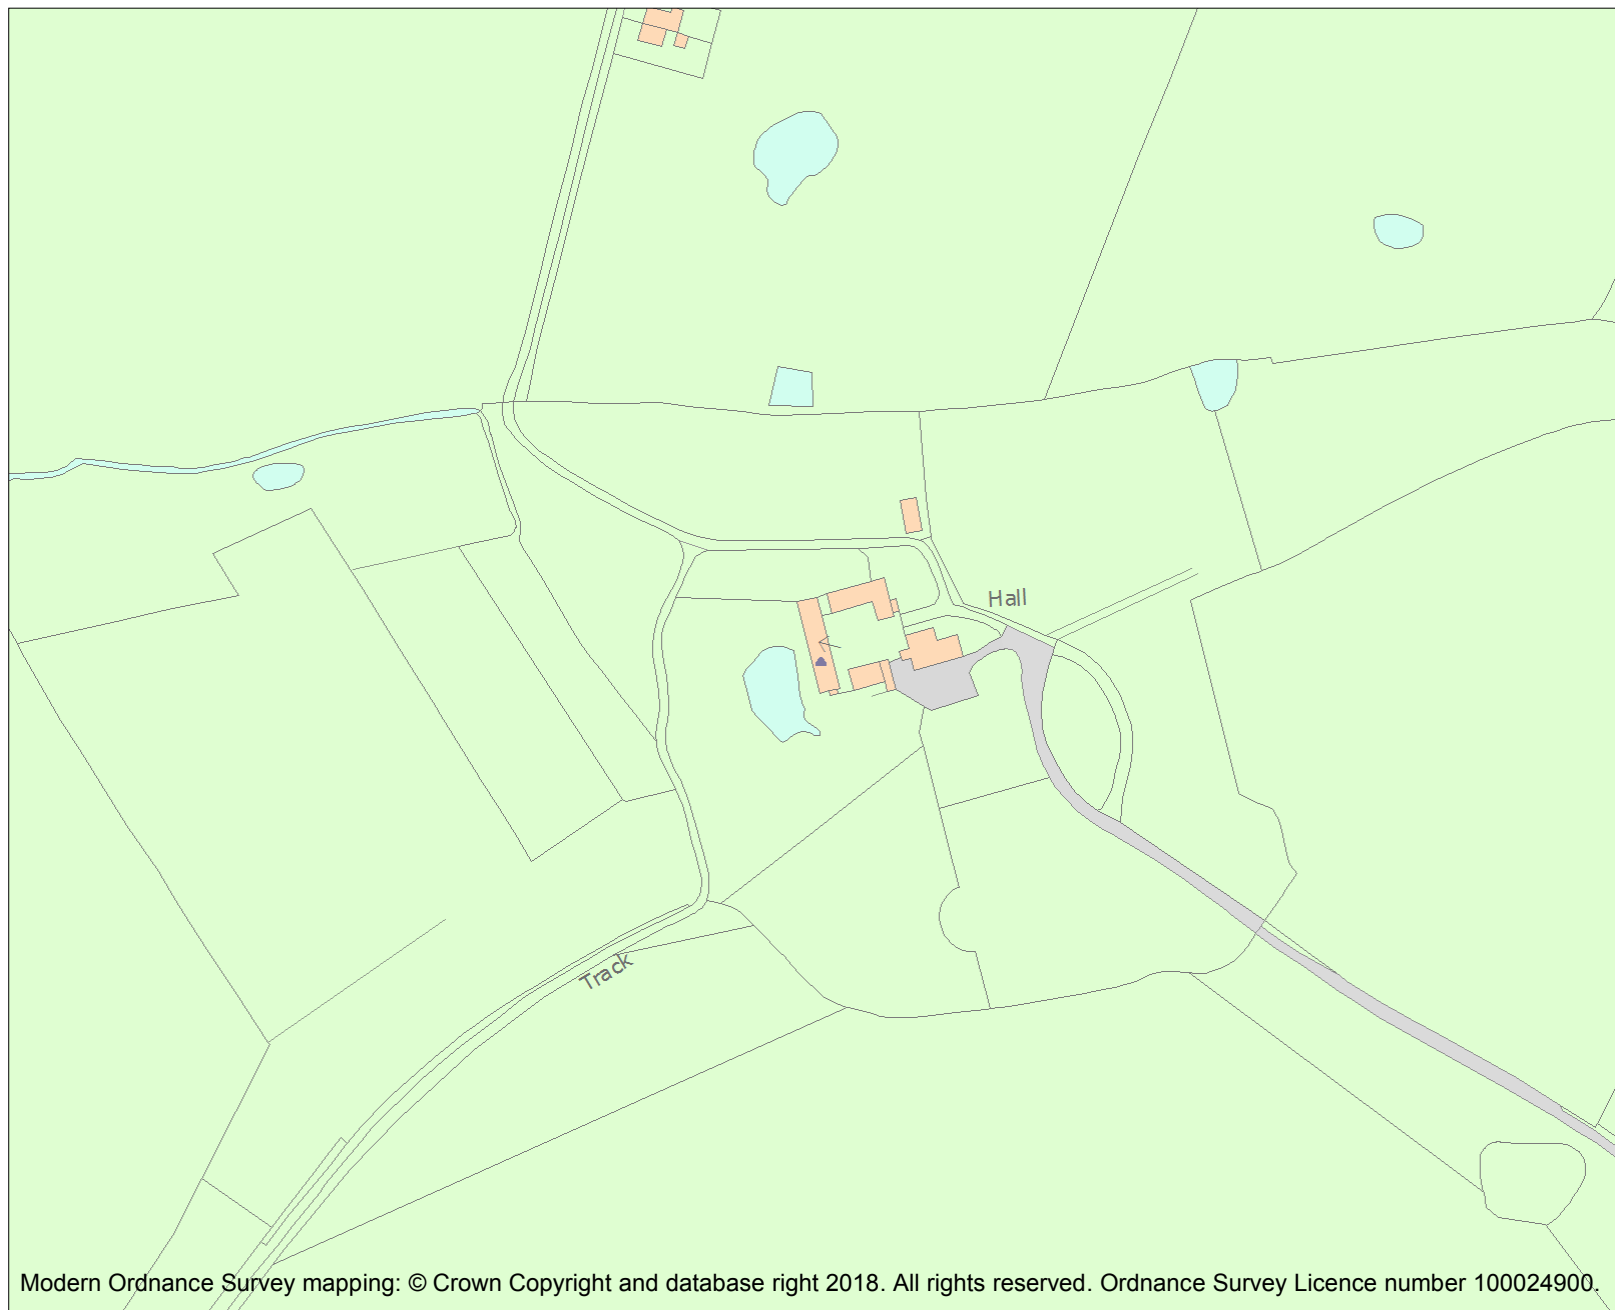 Hall
Track
Modern Ordnance Survey mapping: © Crown Copyright and database right 2018. All rights reserved. Ordnance Survey Licence number 100024900.